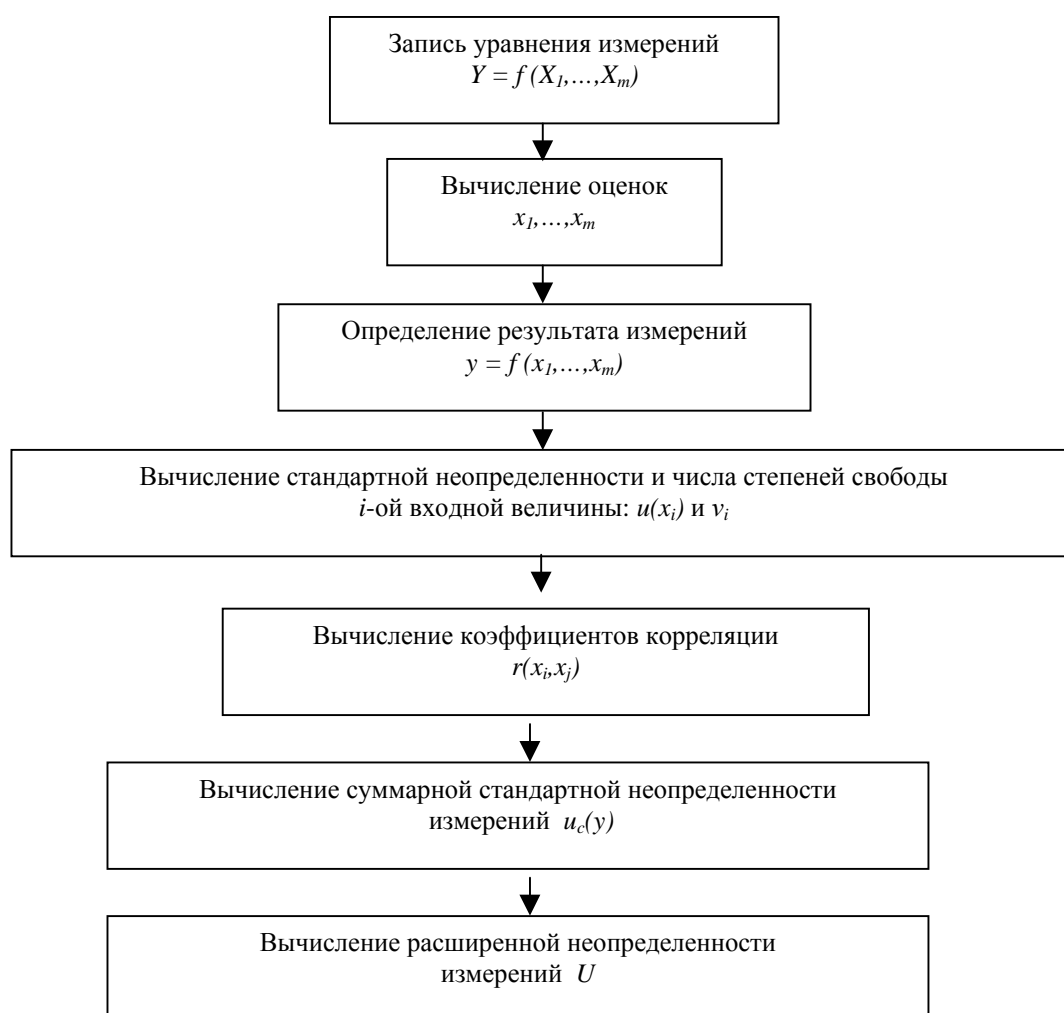 Запись уравнения измерений
Y = f (X₁,...,Xₘ)
Вычисление оценок
x₁,...,xₘ
Определение результата измерений
y = f (x₁,...,xₘ)
Вычисление стандартной неопределенности и числа степеней свободы
i-ой входной величины: u(xᵢ) и νᵢ
Вычисление коэффициентов корреляции
r(xᵢ,xⱼ)
Вычисление суммарной стандартной неопределенности
измерений u_c(y)
Вычисление расширенной неопределенности
измерений U